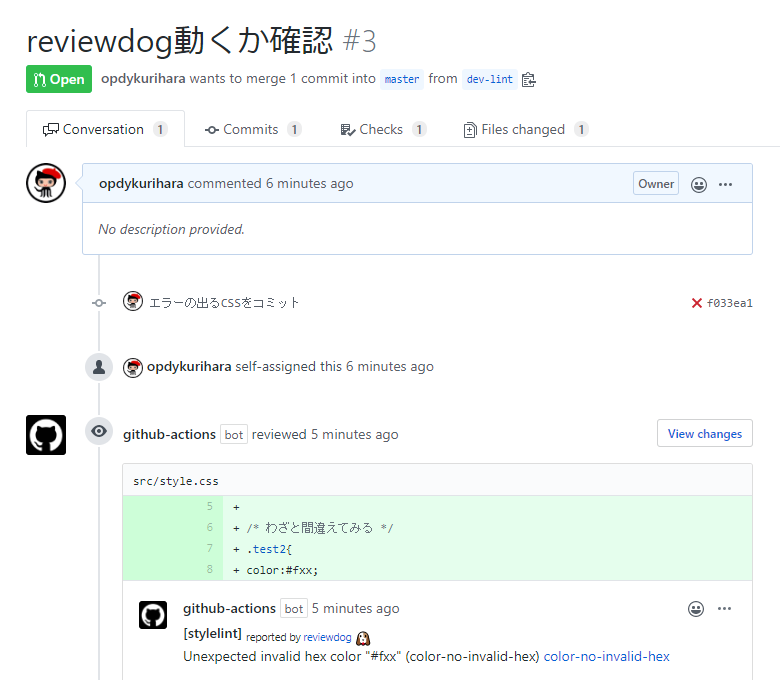 reviewdog動くか確認 #3
Open opdykurihara wants to merge 1 commit into master from dev-lint
Conversation 1 Commits 1 Checks 1 Files changed 1
opdykurihara commented 6 minutes ago Owner
No description provided.
エラーの出るCSSをコミット f033ea1
opdykurihara self-assigned this 6 minutes ago
github-actions bot reviewed 5 minutes ago View changes
src/style.css
5 +
6 + /* わざと間違えてみる */
7 + .test2{
8 + color:#fxx;
github-actions bot 5 minutes ago
[stylelint] reported by reviewdog
Unexpected invalid hex color "#fxx" (color-no-invalid-hex) color-no-invalid-hex